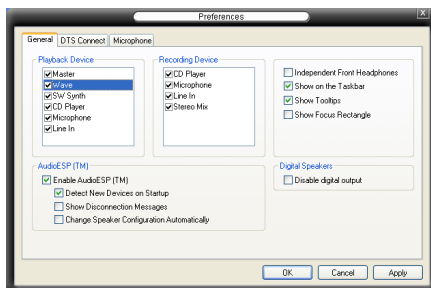 Preferences
X
General DTS Connect Microphone
Playback Device
Master
Wave
SW Synth
CD Player
Microphone
Line In
Recording Device
CD Player
Microphone
Line In
Stereo Mix
Independent Front Headphones
Show on the Taskbar
Show Tooltips
Show Focus Rectangle
AudioESP (TM)
Enable AudioESP (TM)
Detect New Devices on Startup
Show Disconnection Messages
Change Speaker Configuration Automatically
Digital Speakers
Disable digital output
OK Cancel Apply